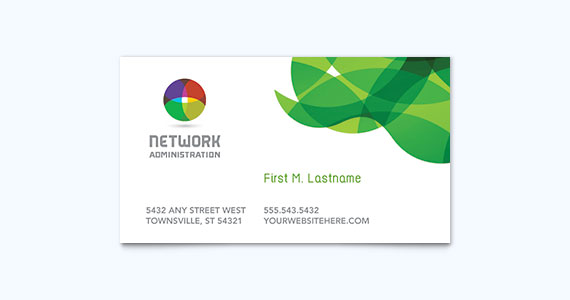 NETWORK
ADMINISTRATION
First M. Lastname
5432 ANY STREET WEST
TOWNSVILLE, ST 54321
555.543.5432
YOURWEBSITEHERE.COM